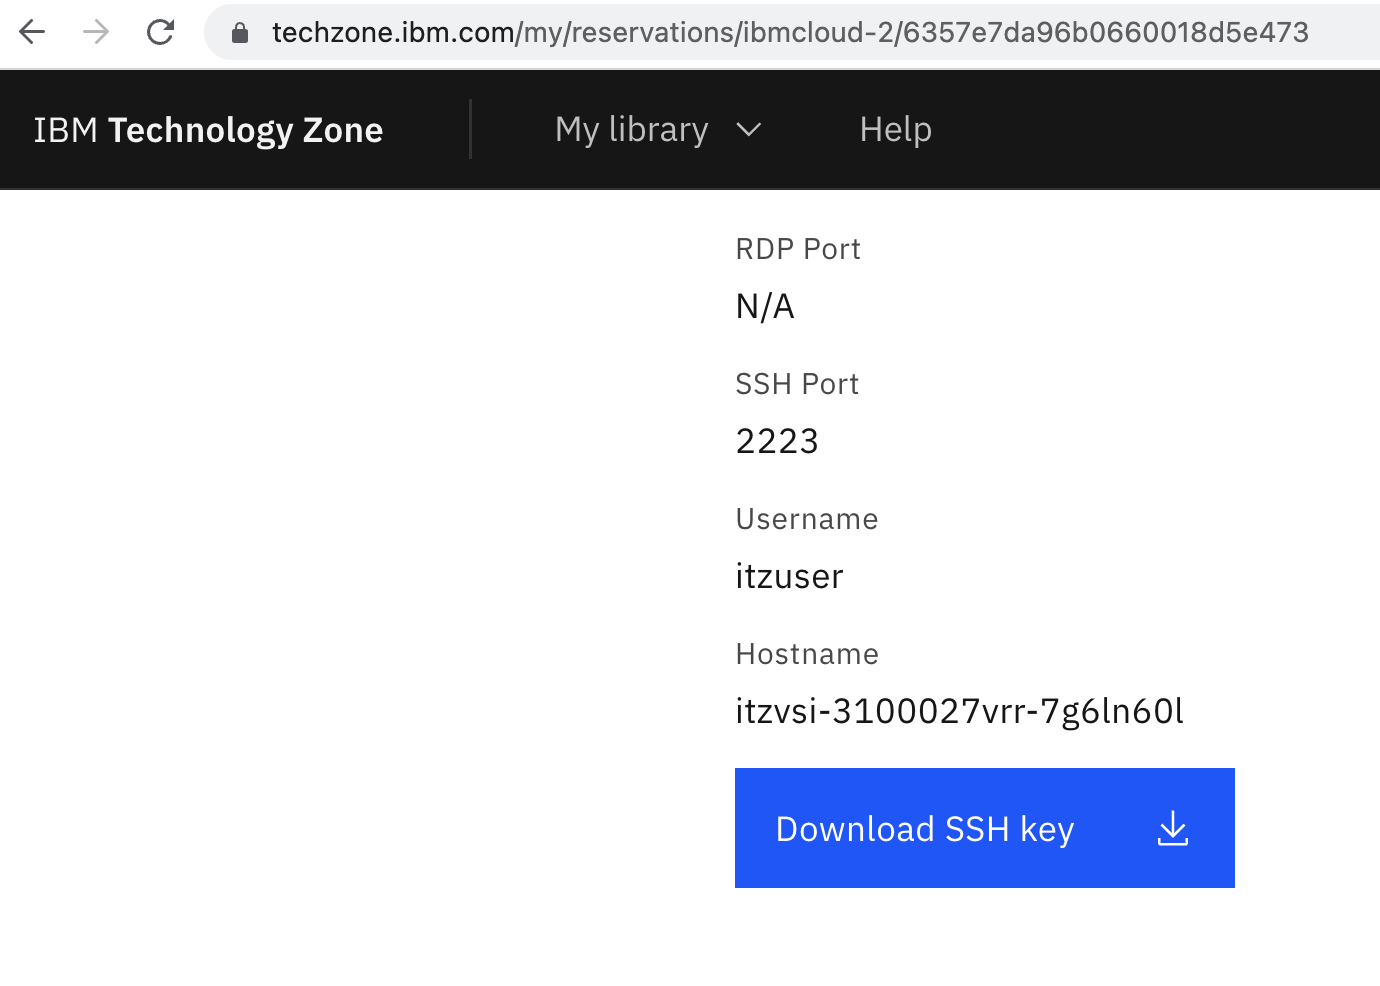 techzone.ibm.com/my/reservations/ibmcloud-2/6357e7da96b0660018d5e473
IBM Technology Zone
My library
Help
RDP Port
N/A
SSH Port
2223
Username
itzuser
Hostname
itzvsi-3100027vrr-7g6ln60l
Download SSH key